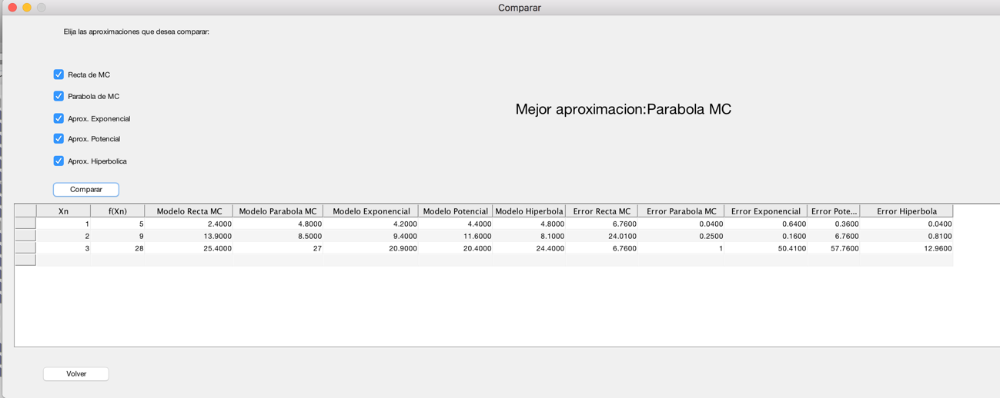 Comparar
Elija las aproximaciones que desea comparar:
Recta de MC
Parabola de MC
Mejor aproximacion:Parabola MC
Aprox. Exponencial
Aprox. Potencial
Aprox. Hiperbolica
Comparar
Xn f(Xn) Modelo Recta MC Modelo Parabola MC Modelo Exponencial Modelo Potencial Modelo Hiperbola Error Recta MC Error Parabola MC Error Exponencial Error Pote... Error Hiperbola
1 5 2.4000 4.8000 4.2000 4.4000 4.8000 6.7600 0.0400 0.6400 0.3600 0.0400
2 9 13.9000 8.5000 9.4000 11.6000 8.1000 24.0100 0.2500 0.1600 6.7600 0.8100
3 28 25.4000 27 20.9000 20.4000 24.4000 6.7600 1 50.4100 57.7600 12.9600
Volver